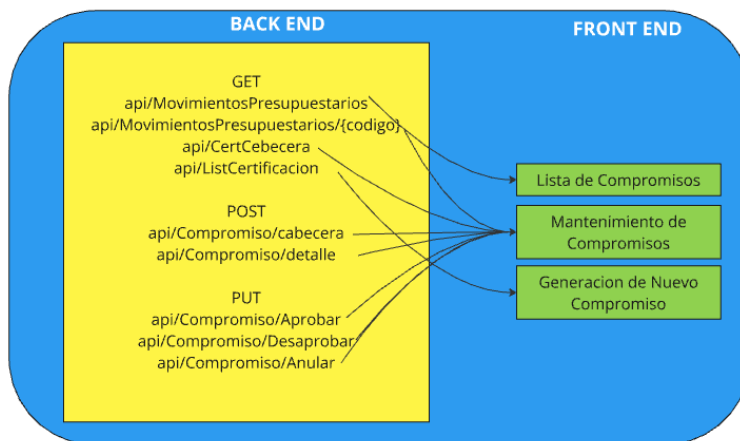 BACK END
FRONT END
GET
api/MovimientosPresupuestarios
api/MovimientosPresupuestarios/{codigo}
api/CertCebecera
api/ListCertificacion
POST
api/Compromiso/cabecera
api/Compromiso/detalle
PUT
api/Compromiso/Aprobar
api/Compromiso/Desaprobar
api/Compromiso/Anular
Lista de Compromisos
Mantenimiento de
Compromisos
Generacion de Nuevo
Compromiso